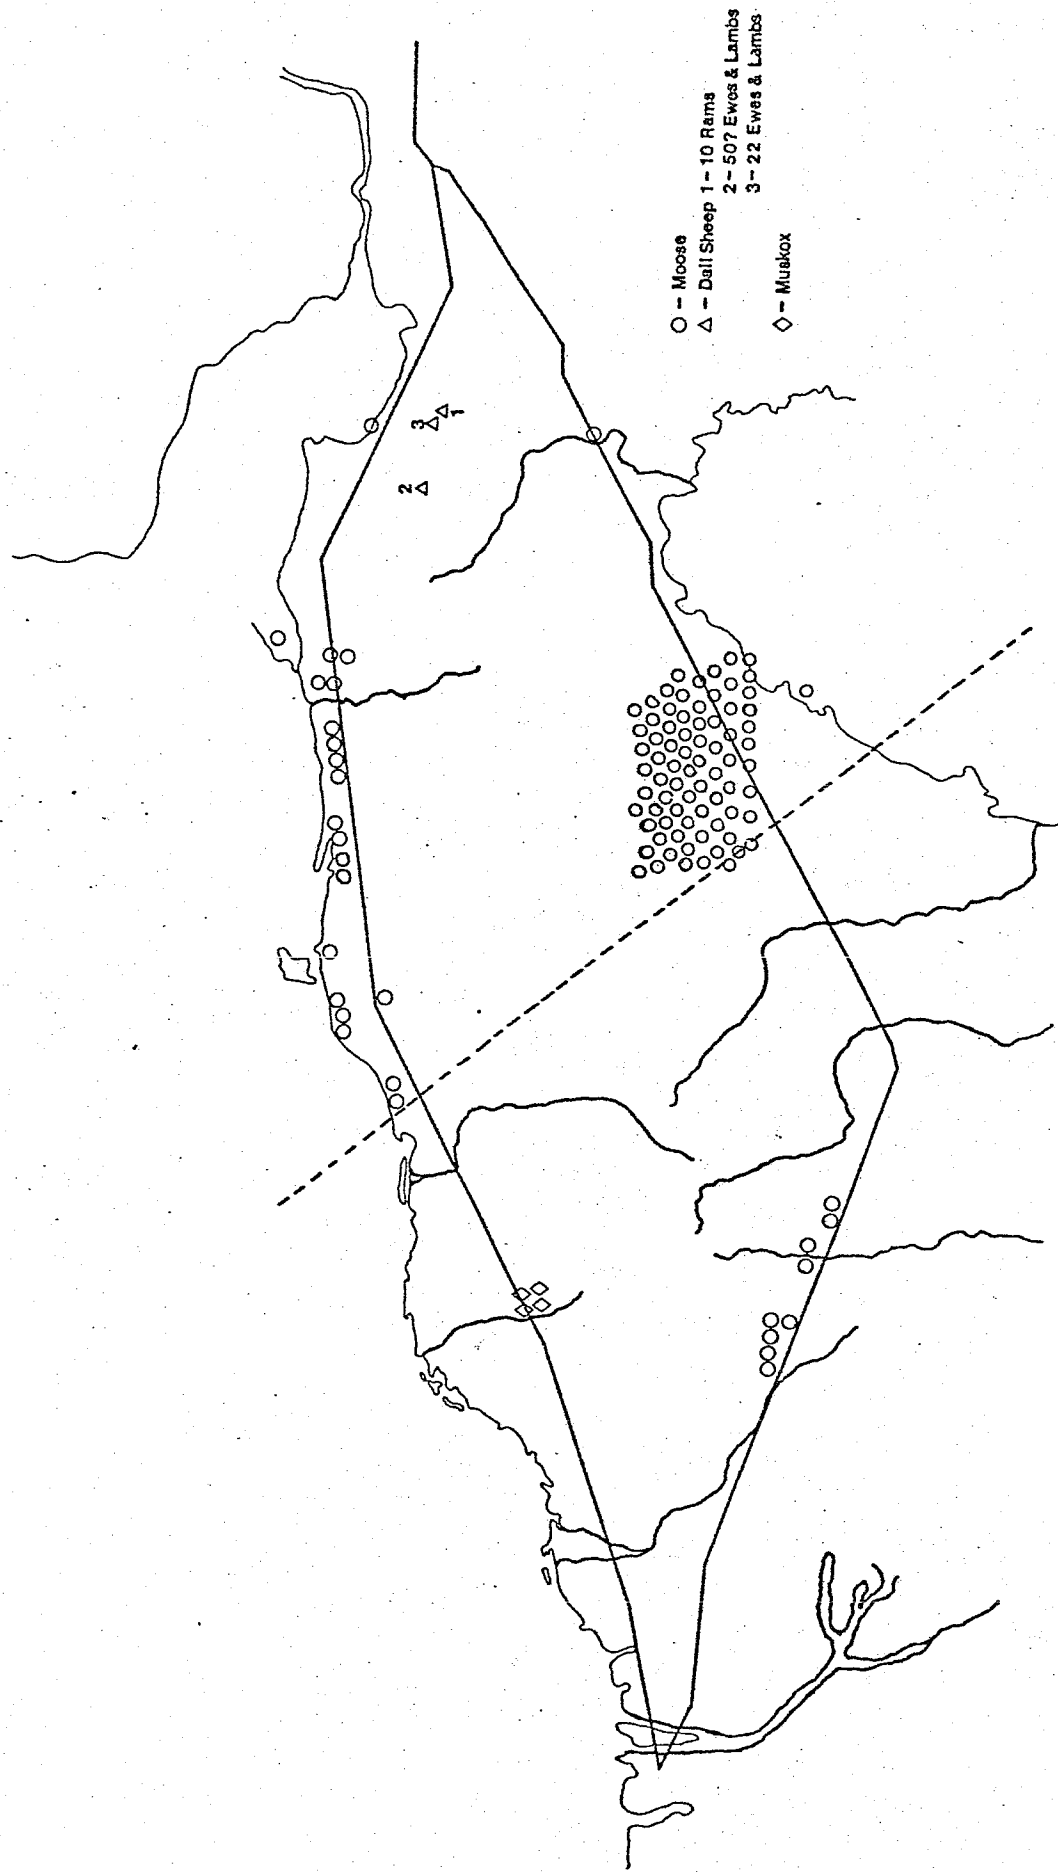 ○ - Moose
△ - Dall Sheep 1-10 Rams
2-50? Ewes & Lambs
3-22 Ewes & Lambs
◇ - Muskox
1
3
2